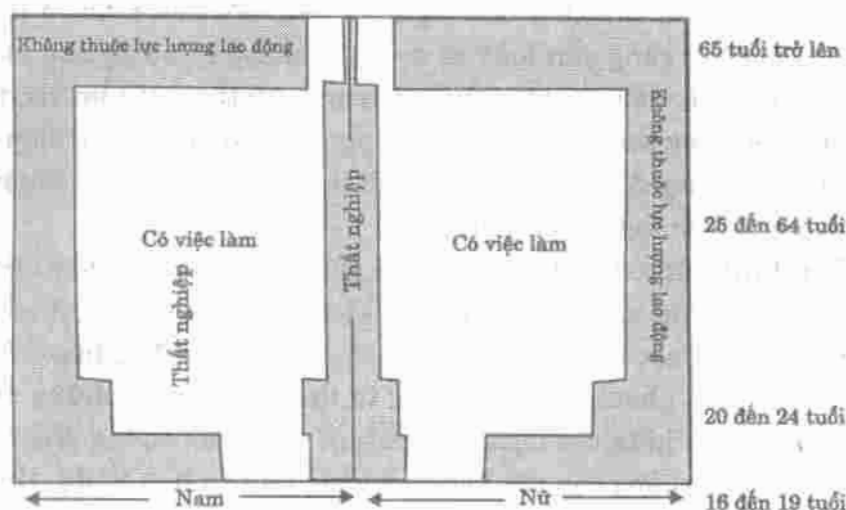 Không thuộc lực lượng lao động
65 tuổi trở lên
Không thuộc lực lượng lao động
Có việc làm
Thất nghiệp
Thất nghiệp
Có việc làm
25 đến 64 tuổi
20 đến 24 tuổi
Nam
Nữ
16 đến 19 tuổi